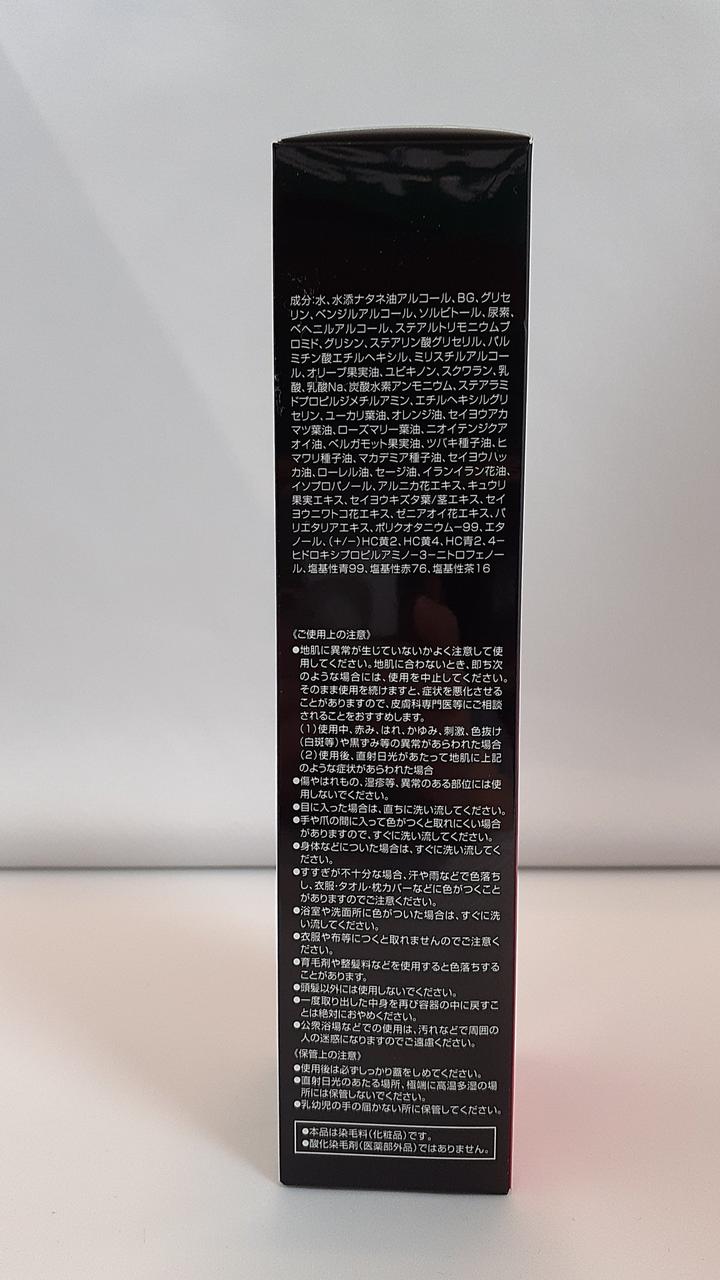 成分:水、水添ナタネ油アルコール、BG、グリセ
リン、ベンジルアルコール、ソルビトール、尿素、
ベヘニルアルコール、ステアルトリモニウムブ
ロミド、グリシン、ステアリン酸グリセリル、パル
ミチン酸エチルヘキシル、ミリスチルアルコー
ル、オリーブ果実油、ユビキノン、スクワラン、乳
酸、乳酸Na、炭酸水素アンモニウム、ステアラミ
ドプロピルジメチルアミン、エチルヘキシルグリ
セリン、ユーカリ葉油、オレンジ油、セイヨウアカ
マツ葉油、ローズマリー葉油、ニオイテンジクア
オイ油、ベルガモット果実油、ツバキ種子油、ヒ
マワリ種子油、マカデミア種子油、セイヨウハッ
カ油、ローレル油、セージ油、イランイラン花油、
イソプロパノール、アルニカ花エキス、キュウリ
果実エキス、セイヨウキズタ葉/茎エキス、セイ
ヨウニワトコ花エキス、ゼニアオイ花エキス、パ
リエタリアエキス、ポリクオタニウム-99、エタ
ノール、(+/-)HC黄2、HC黄4、HC青2、4-
ヒドロキシプロピルアミノ-3-ニトロフェノー
ル、塩基性青99、塩基性赤76、塩基性茶16
《ご使用上の注意》
●地肌に異常が生じていないかよく注意して使
用してください。地肌に合わないとき、即ち次
のような場合には、使用を中止してください。
そのまま使用を続けますと、症状を悪化させる
ことがありますので、皮膚科専門医等にご相談
されることをおすすめします。
(1)使用中、赤み、はれ、かゆみ、刺激、色抜け
(白斑等)や黒ずみ等の異常があらわれた場合
(2)使用後、直射日光があたって地肌に上記
のような症状があらわれた場合
●傷やはれもの、湿疹等、異常のある部位には使
用しないでください。
●目に入った場合は、直ちに洗い流してください。
●手や爪の間に入って色がつくと取れにくい場合
がありますので、すぐに洗い流してください。
●身体などについた場合は、すぐに洗い流してく
ださい。
●すすぎが不十分な場合、汗や雨などで色落ち
し、衣服・タオル・枕カバーなどに色がつくこと
がありますのでご注意ください。
●浴室や洗面所に色がついた場合は、すぐに洗
い流してください。
●衣服や布等につくと取れませんのでご注意く
ださい。
●育毛剤や整髪料などを使用すると色落ちする
ことがあります。
●頭髪以外には使用しないでください。
●一度取り出した中身を再び容器の中に戻すこ
とは絶対におやめください。
●公衆浴場などでの使用は、汚れなどで周囲の
人の迷惑になりますのでご遠慮ください。
《保管上の注意》
●使用後は必ずしっかり蓋をしめてください。
●直射日光のあたる場所、極端に高温多湿の場
所には保管しないでください。
●乳幼児の手の届かない所に保管してください。
●本品は染毛料(化粧品)です。
●酸化染毛剤(医薬部外品)ではありません。